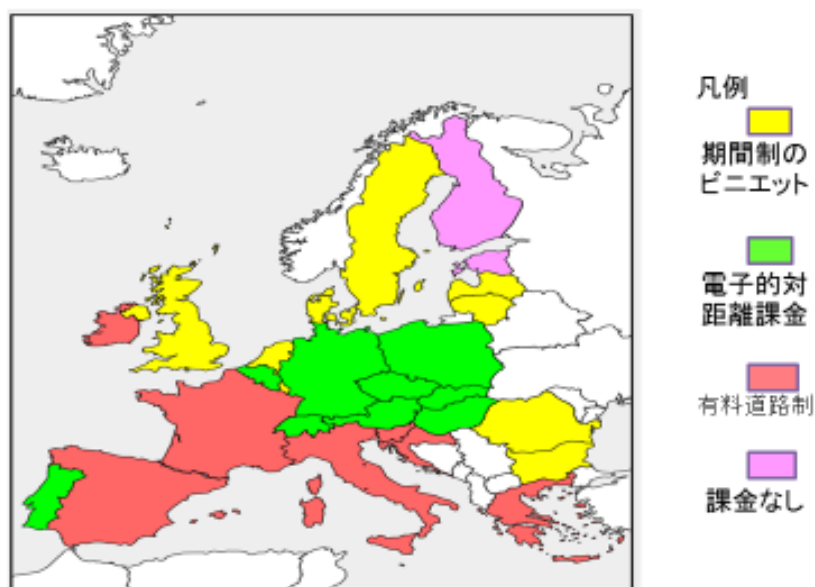 凡例
期間制の
ビニエット
電子的対
距離課金
有料道路制
課金なし